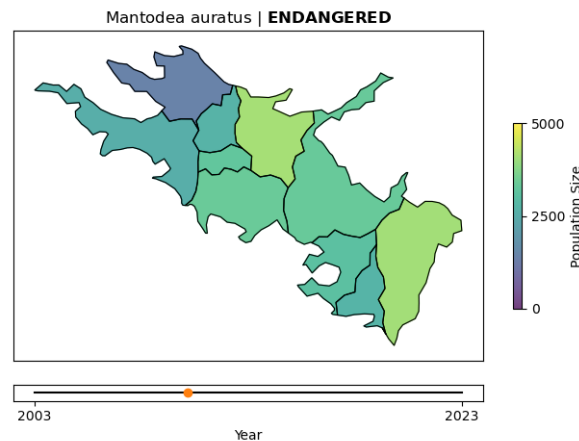 Mantodea auratus | ENDANGERED
5000
2500
0
Population Size
2003
2023
Year